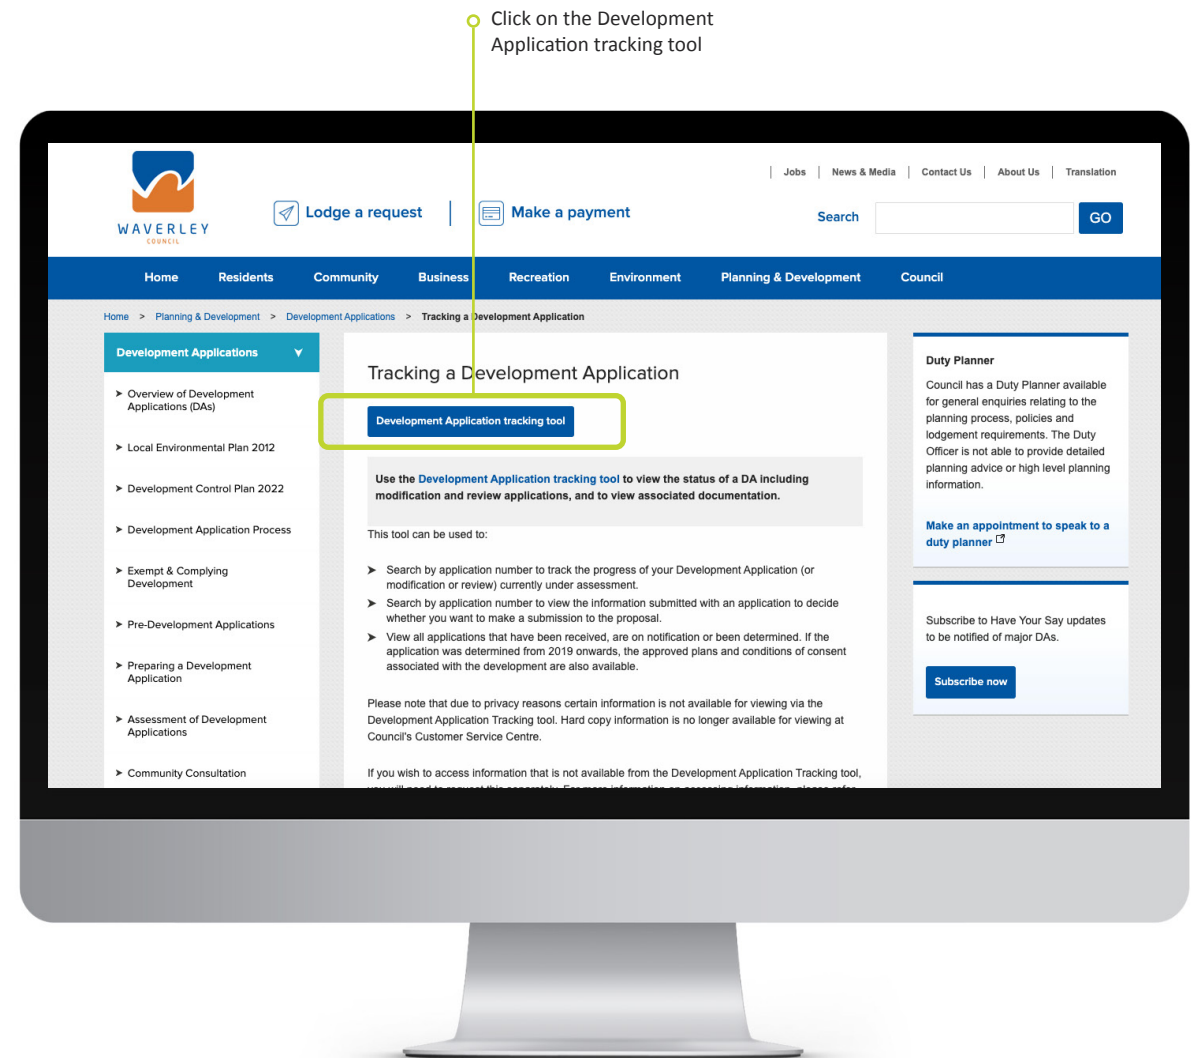 Click on the Development
Application tracking tool
WAVERLEY
COUNCIL
Jobs
News & Media
Contact Us
About Us
Translation
Lodge a request
Make a payment
Search
GO
Home
Residents
Community
Business
Recreation
Environment
Planning & Development
Council
Home > Planning & Development > Development Applications > Tracking a Development Application
Development Applications
Overview of Development
Applications (DAs)
Local Environmental Plan 2012
Development Control Plan 2022
Development Application Process
Exempt & Complying
Development
Pre-Development Applications
Preparing a Development
Application
Assessment of Development
Applications
Community Consultation
Tracking a Development Application
Development Application tracking tool
Use the Development Application tracking tool to view the status of a DA including
modification and review applications, and to view associated documentation.
This tool can be used to:
Search by application number to track the progress of your Development Application (or
modification or review) currently under assessment.
Search by application number to view the information submitted with an application to decide
whether you want to make a submission to the proposal.
View all applications that have been received, are on notification or been determined. If the
application was determined from 2019 onwards, the approved plans and conditions of consent
associated with the development are also available.
Please note that due to privacy reasons certain information is not available for viewing via the
Development Application Tracking tool. Hard copy information is no longer available for viewing at
Council's Customer Service Centre.
If you wish to access information that is not available from the Development Application Tracking tool,
you will need to request this separately. For more information on accessing information, please refer
Duty Planner
Council has a Duty Planner available
for general enquiries relating to the
planning process, policies and
lodgement requirements. The Duty
Officer is not able to provide detailed
planning advice or high level planning
information.
Make an appointment to speak to a
duty planner
Subscribe to Have Your Say updates
to be notified of major DAs.
Subscribe now